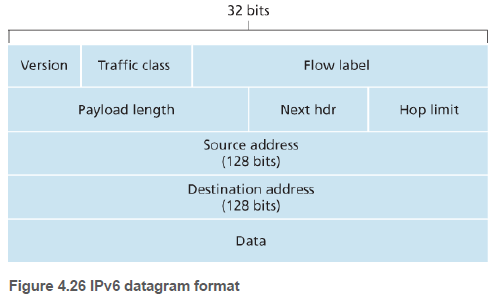 32 bits
Version Traffic class Flow label
Payload length Next hdr Hop limit
Source address
(128 bits)
Destination address
(128 bits)
Data
Figure 4.26 IPv6 datagram format